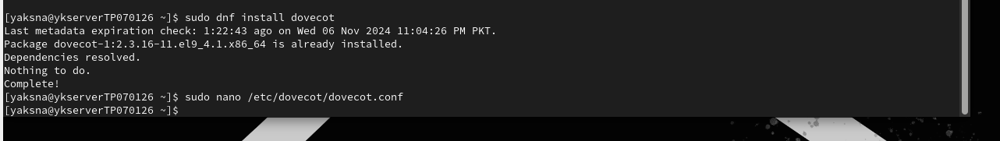 [yaksna@ykserverTP070126 ~]$ sudo dnf install dovecot
Last metadata expiration check: 1:22:43 ago on Wed 06 Nov 2024 11:04:26 PM PKT.
Package dovecot-1:2.3.16-11.el9_4.1.x86_64 is already installed.
Dependencies resolved.
Nothing to do.
Complete!
[yaksna@ykserverTP070126 ~]$ sudo nano /etc/dovecot/dovecot.conf
[yaksna@ykserverTP070126 ~]$